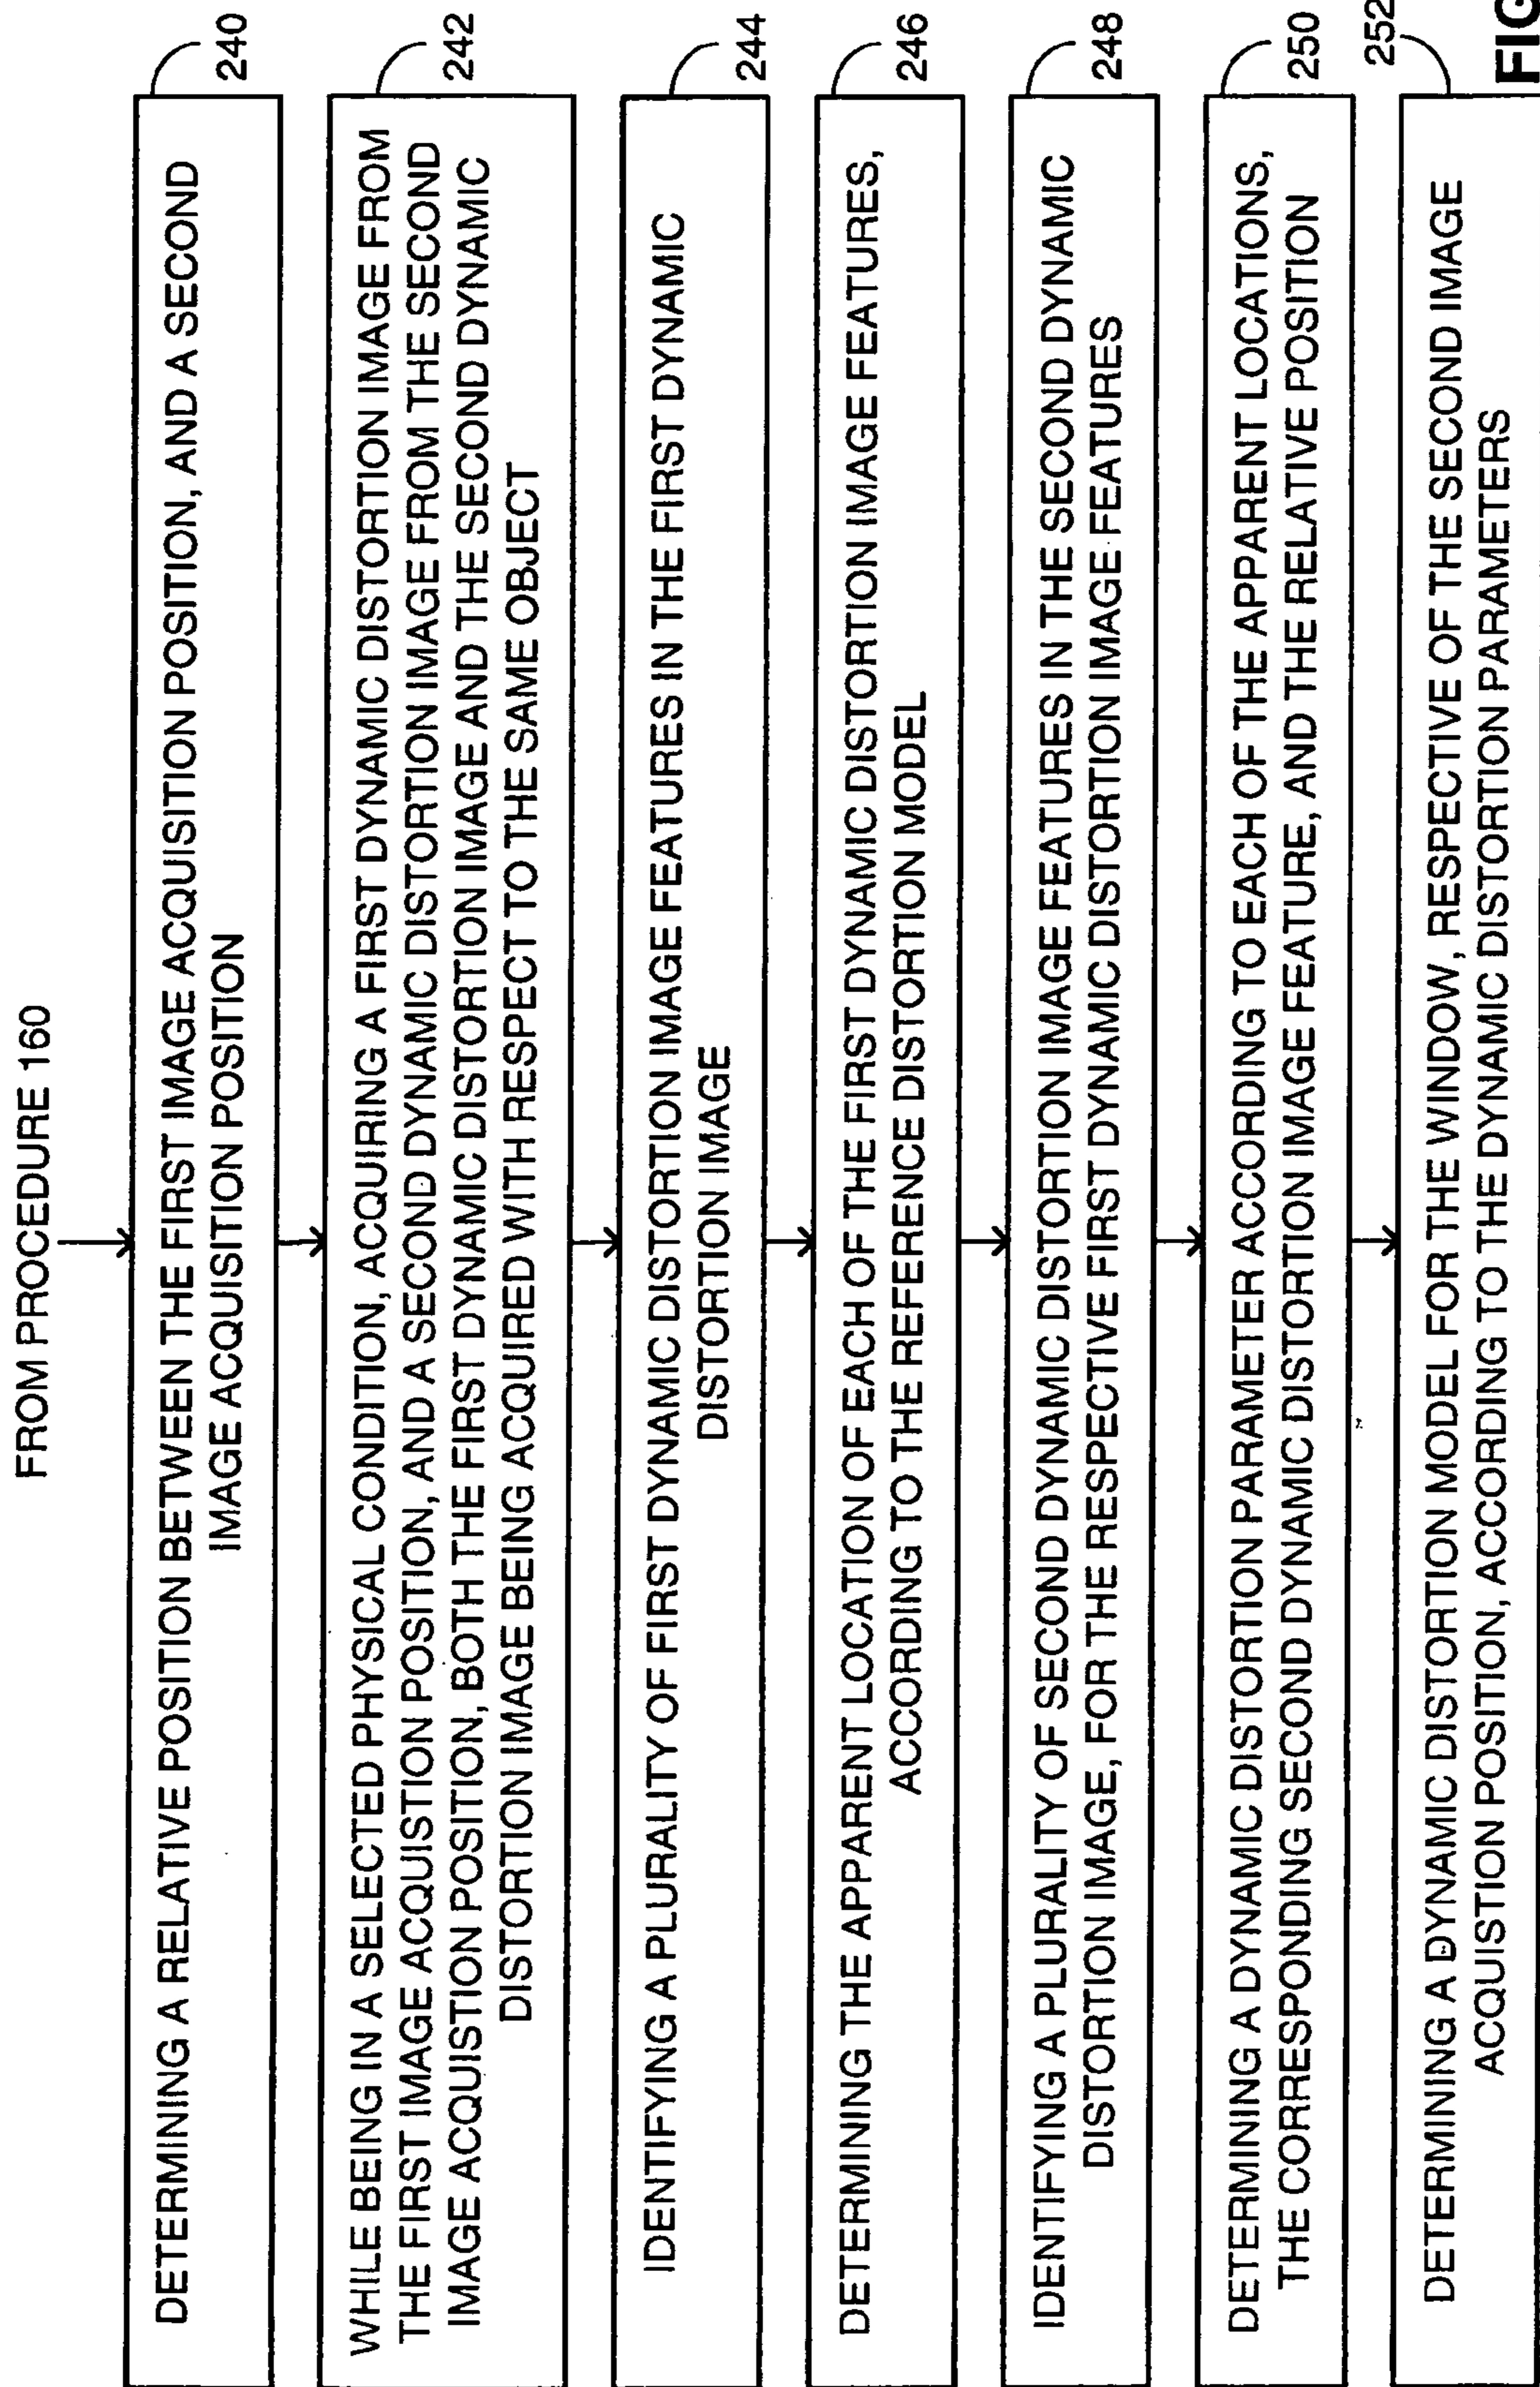 FROM PROCEDURE 160
DETERMINING A RELATIVE POSITION BETWEEN THE FIRST IMAGE ACQUISITION POSITION, AND A SECOND
IMAGE ACQUISITION POSITION
240
WHILE BEING IN A SELECTED PHYSICAL CONDITION, ACQUIRING A FIRST DYNAMIC DISTORTION IMAGE FROM
THE FIRST IMAGE ACQUISTION POSITION, AND A SECOND DYNAMIC DISTORTION IMAGE FROM THE SECOND
IMAGE ACQUISTION POSITION, BOTH THE FIRST DYNAMIC DISTORTION IMAGE AND THE SECOND DYNAMIC
DISTORTION IMAGE BEING ACQUIRED WITH RESPECT TO THE SAME OBJECT
242
IDENTIFYING A PLURALITY OF FIRST DYNAMIC DISTORTION IMAGE FEATURES IN THE FIRST DYNAMIC
DISTORTION IMAGE
244
DETERMINING THE APPARENT LOCATION OF EACH OF THE FIRST DYNAMIC DISTORTION IMAGE FEATURES,
ACCORDING TO THE REFERENCE DISTORTION MODEL
246
IDENTIFYING A PLURALITY OF SECOND DYNAMIC DISTORTION IMAGE FEATURES IN THE SECOND DYNAMIC
DISTORTION IMAGE, FOR THE RESPECTIVE FIRST DYNAMIC DISTORTION IMAGE FEATURES
248
DETERMINING A DYNAMIC DISTORTION PARAMETER ACCORDING TO EACH OF THE APPARENT LOCATIONS,
THE CORRESPONDING SECOND DYNAMIC DISTORTION IMAGE FEATURE, AND THE RELATIVE POSITION
250
DETERMINING A DYNAMIC DISTORTION MODEL FOR THE WINDOW, RESPECTIVE OF THE SECOND IMAGE
ACQUISTION POSITION, ACCORDING TO THE DYNAMIC DISTORTION PARAMETERS
252
FIG